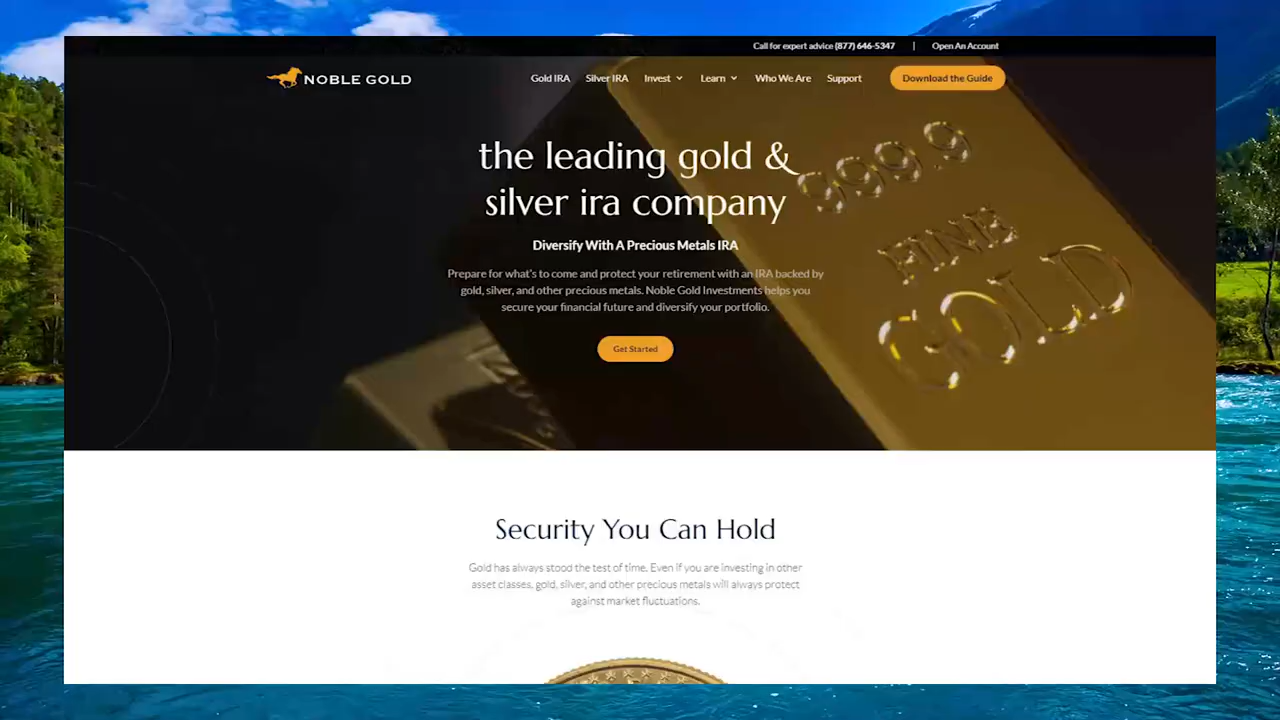 Call for expert advice (877) 646-5347 | Open An Account
NOBLE GOLD
Gold IRA Silver IRA Invest Learn Who We Are Support Download the Guide
the leading gold &
silver ira company
Diversify With A Precious Metals IRA
Prepare for what's to come and protect your retirement with an IRA backed by
gold, silver, and other precious metals. Noble Gold Investments helps you
secure your financial future and diversify your portfolio.
Get Started
999.9
FINE
GOLD
Security You Can Hold
Gold has always stood the test of time. Even if you are investing in other
asset classes, gold, silver, and other precious metals will always protect
against market fluctuations.